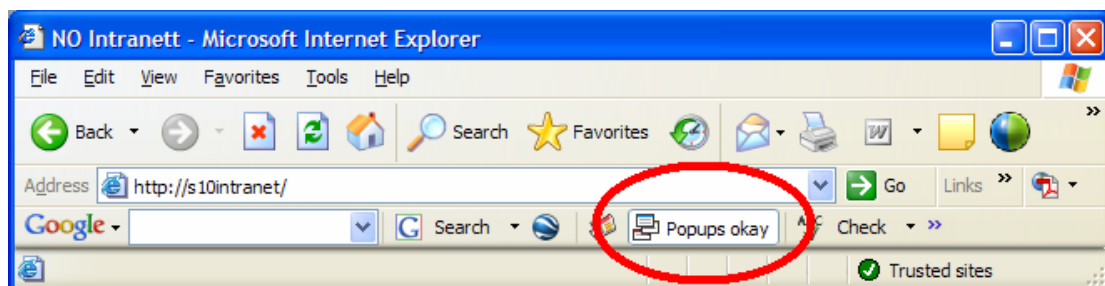 NO Intranett - Microsoft Internet Explorer
File Edit View Favorites Tools Help
Back Search Favorites W »
Address http://s10intranet/ Go Links »
Google G Search Popups okay Check »
Trusted sites